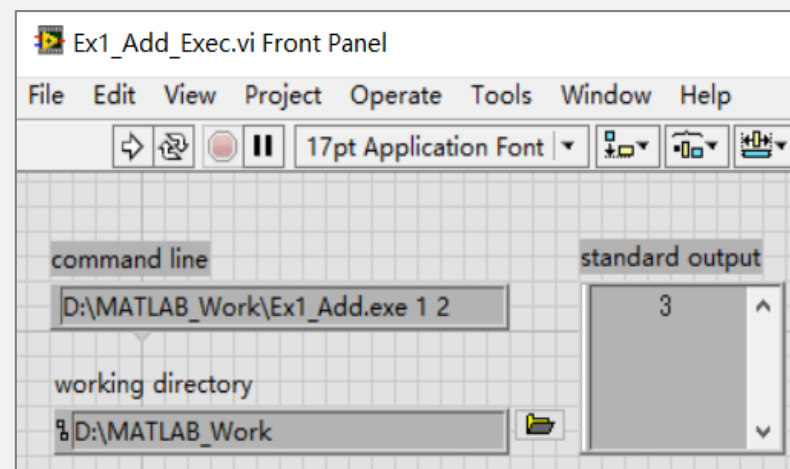 Ex1_Add_Exec.vi Front Panel
File Edit View Project Operate Tools Window Help
17pt Application Font
command line
standard output
D:\MATLAB_Work\Ex1_Add.exe 1 2
3
working directory
D:\MATLAB_Work